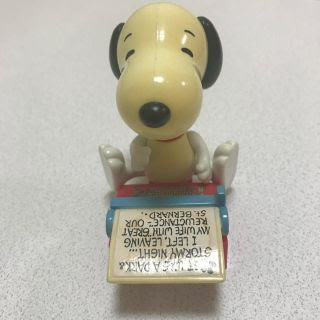 IT WAS A DARK &
STORMY NIGHT...
I LEFT, LEAVING
MY WIFE WITH GREAT
RELUCTANCE - OUR
ST. BERNARD.